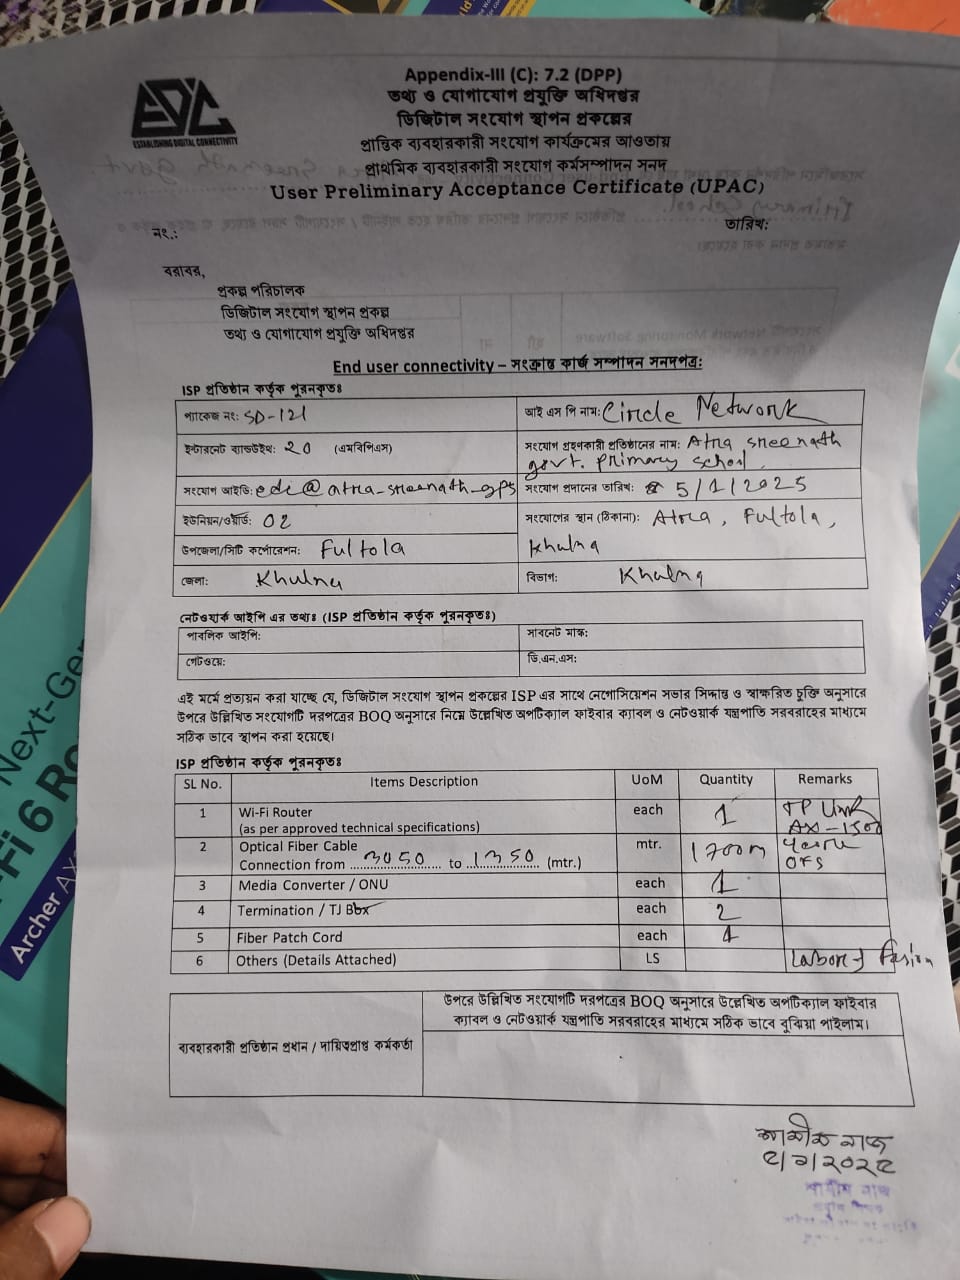 EDC
ESTABLISHING DIGITAL CONNECTIVITY
Appendix-III (C): 7.2 (DPP)
তথ্য ও যোগাযোগ প্রযুক্তি অধিদপ্তর
ডিজিটাল সংযোগ স্থাপন প্রকল্পের
প্রান্তিক ব্যবহারকারী সংযোগ কার্যক্রমের আওতায়
প্রাথমিক ব্যবহারকারী সংযোগ কর্মসম্পাদন সনদ
User Preliminary Acceptance Certificate (UPAC)
নং.:
তারিখ:
বরাবর,
প্রকল্প পরিচালক
ডিজিটাল সংযোগ স্থাপন প্রকল্প
তথ্য ও যোগাযোগ প্রযুক্তি অধিদপ্তর
End user connectivity – সংক্রান্ত কার্জ সম্পাদন সনদপত্র:
ISP প্রতিষ্ঠান কর্তৃক পুরনকৃতঃ
প্যাকেজ নং: SD-121
আই এস পি নাম: Circle Network
ইন্টারনেট ব্যান্ডউইথ: 20 (এমবিপিএস)
সংযোগ গ্রহণকারী প্রতিষ্ঠানের নাম: Atra sreenath
govt. primary school
সংযোগ আইডি: edc@atra-sreenath-gps
সংযোগ প্রদানের তারিখ: 5/1/2025
ইউনিয়ন/ওয়ার্ড: 02
সংযোগের স্থান (ঠিকানা): Atra, Fultola,
Khulna
উপজেলা/সিটি কর্পোরেশন: Fultola
জেলা: Khulna
বিভাগ: Khulna
নেটওয়ার্ক আইপি এর তথ্যঃ (ISP প্রতিষ্ঠান কর্তৃক পুরনকৃতঃ)
পাবলিক আইপি:
সাবনেট মাস্ক:
গেটওয়ে:
ডি.এন.এস:
এই মর্মে প্রত্যয়ন করা যাচ্ছে যে, ডিজিটাল সংযোগ স্থাপন প্রকল্পের ISP এর সাথে নেগোসিয়েশন সভার সিদ্ধান্ত ও স্বাক্ষরিত চুক্তি অনুসারে
উপরে উল্লিখিত সংযোগটি দরপত্রের BOQ অনুসারে নিম্নে উল্লেখিত অপটিক্যাল ফাইবার ক্যাবল ও নেটওয়ার্ক যন্ত্রপাতি সরবরাহের মাধ্যমে
সঠিক ভাবে স্থাপন করা হয়েছে।
ISP প্রতিষ্ঠান কর্তৃক পুরনকৃতঃ
SL No. Items Description UoM Quantity Remarks
1 Wi-Fi Router each 1 TP Link
(as per approved technical specifications) AX-1500
2 Optical Fiber Cable mtr. 1700m
Connection from 3050 to 1350 (mtr.) OFS
3 Media Converter / ONU each 1
4 Termination / TJ Box each 2
5 Fiber Patch Cord each 4
6 Others (Details Attached) LS Labor
উপরে উল্লিখিত সংযোগটি দরপত্রের BOQ অনুসারে উল্লেখিত অপটিক্যাল ফাইবার
ক্যাবল ও নেটওয়ার্ক যন্ত্রপাতি সরবরাহের মাধ্যমে সঠিক ভাবে বুঝিয়া পাইলাম।
ব্যবহারকারী প্রতিষ্ঠান প্রধান / দায়িত্বপ্রাপ্ত কর্মকর্তা
Next-Gen
Archer AX